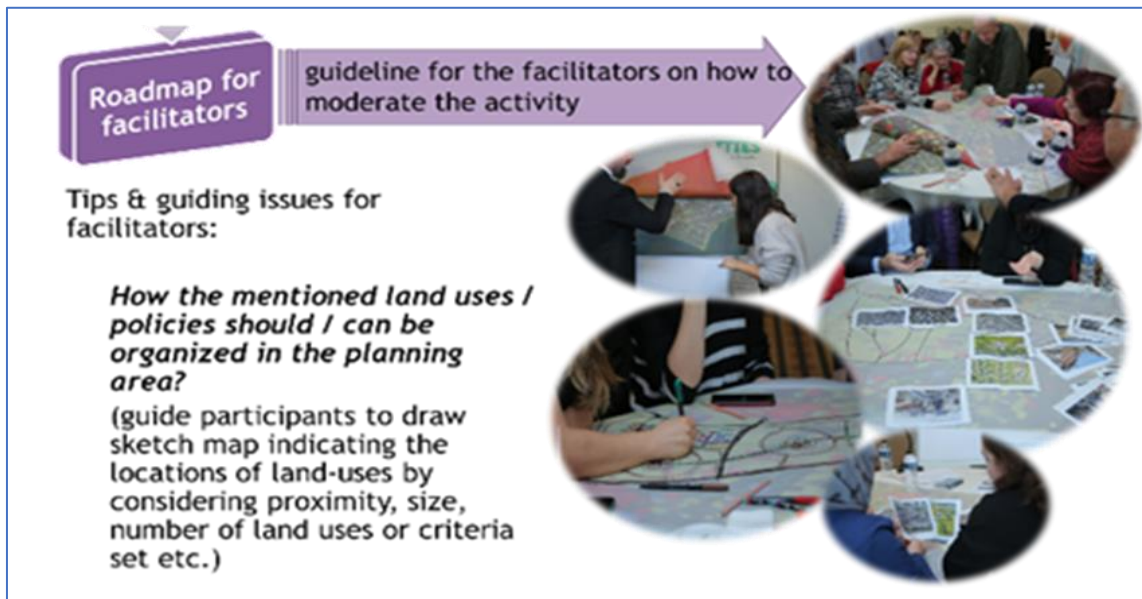 Roadmap for
facilitators
guideline for the facilitators on how to
moderate the activity
Tips & guiding issues for
facilitators:
How the mentioned land uses /
policies should / can be
organized in the planning
area?
(guide participants to draw
sketch map indicating the
locations of land-uses by
considering proximity, size,
number of land uses or criteria
set etc.)